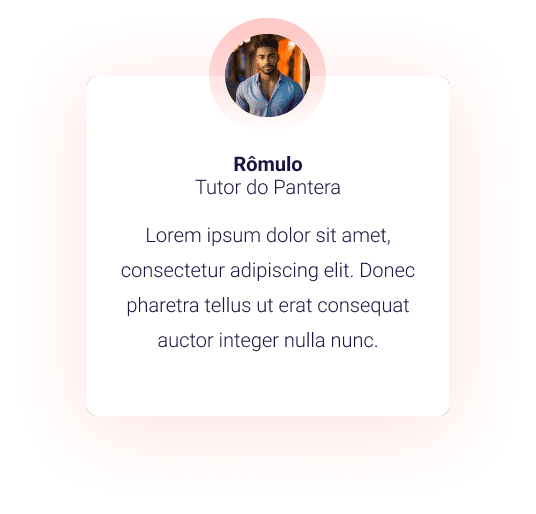 Rômulo
Tutor do Pantera
Lorem ipsum dolor sit amet,
consectetur adipiscing elit. Donec
pharetra tellus ut erat consequat
auctor integer nulla nunc.